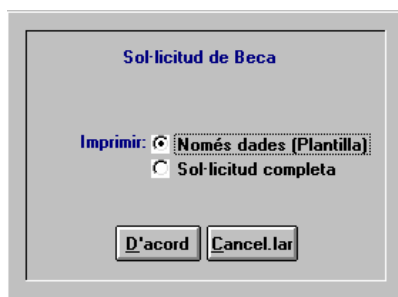 Sol·licitud de Beca
Imprimir: Només dades (Plantilla)
Sol·licitud completa
D'acord Cancel.lar